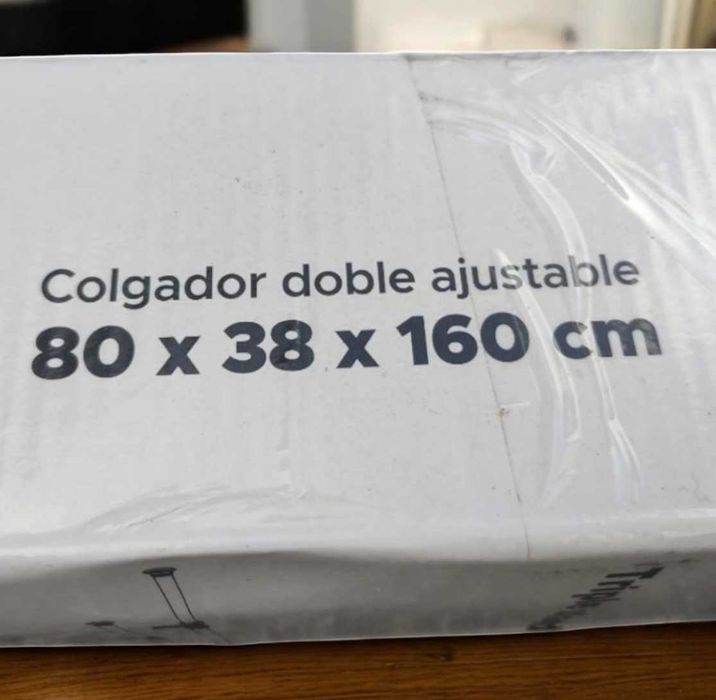 Colgador doble ajustable
80 x 38 x 160 cm